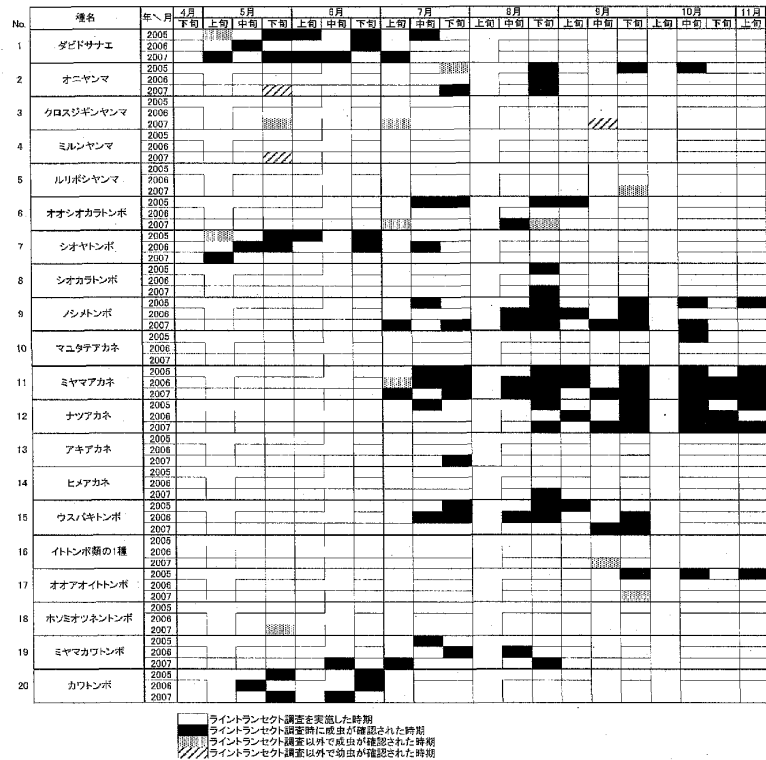 No. 種名 年＼月 4月 5月 6月 7月 8月 9月 10月 11月
下旬 上旬 中旬 下旬 上旬 中旬 下旬 上旬 中旬 下旬 上旬 中旬 下旬 上旬 中旬 下旬 上旬 中旬 下旬 上旬
1 ダビドサナエ 2005
2006
2007
2 オニヤンマ 2005
2006
2007
3 クロスジギンヤンマ 2005
2006
2007
4 ミルンヤンマ 2005
2006
2007
5 ルリボシヤンマ 2005
2006
2007
6 オオシオカラトンボ 2005
2006
2007
7 シオヤトンボ 2005
2006
2007
8 シオカラトンボ 2005
2006
2007
9 ノシメトンボ 2005
2006
2007
10 マユタテアカネ 2005
2006
2007
11 ミヤマアカネ 2005
2006
2007
12 ナツアカネ 2005
2006
2007
13 アキアカネ 2005
2006
2007
14 ヒメアカネ 2005
2006
2007
15 ウスバキトンボ 2005
2006
2007
16 イトトンボ類の1種 2005
2006
2007
17 オオアオイトトンボ 2005
2006
2007
18 ホソミオツネントンボ 2005
2006
2007
19 ミヤマカワトンボ 2005
2006
2007
20 カワトンボ 2005
2006
2007
ライントランセクト調査を実施した時期
ライントランセクト調査時に成虫が確認された時期
ライントランセクト調査以外で成虫が確認された時期
ライントランセクト調査以外で幼虫が確認された時期